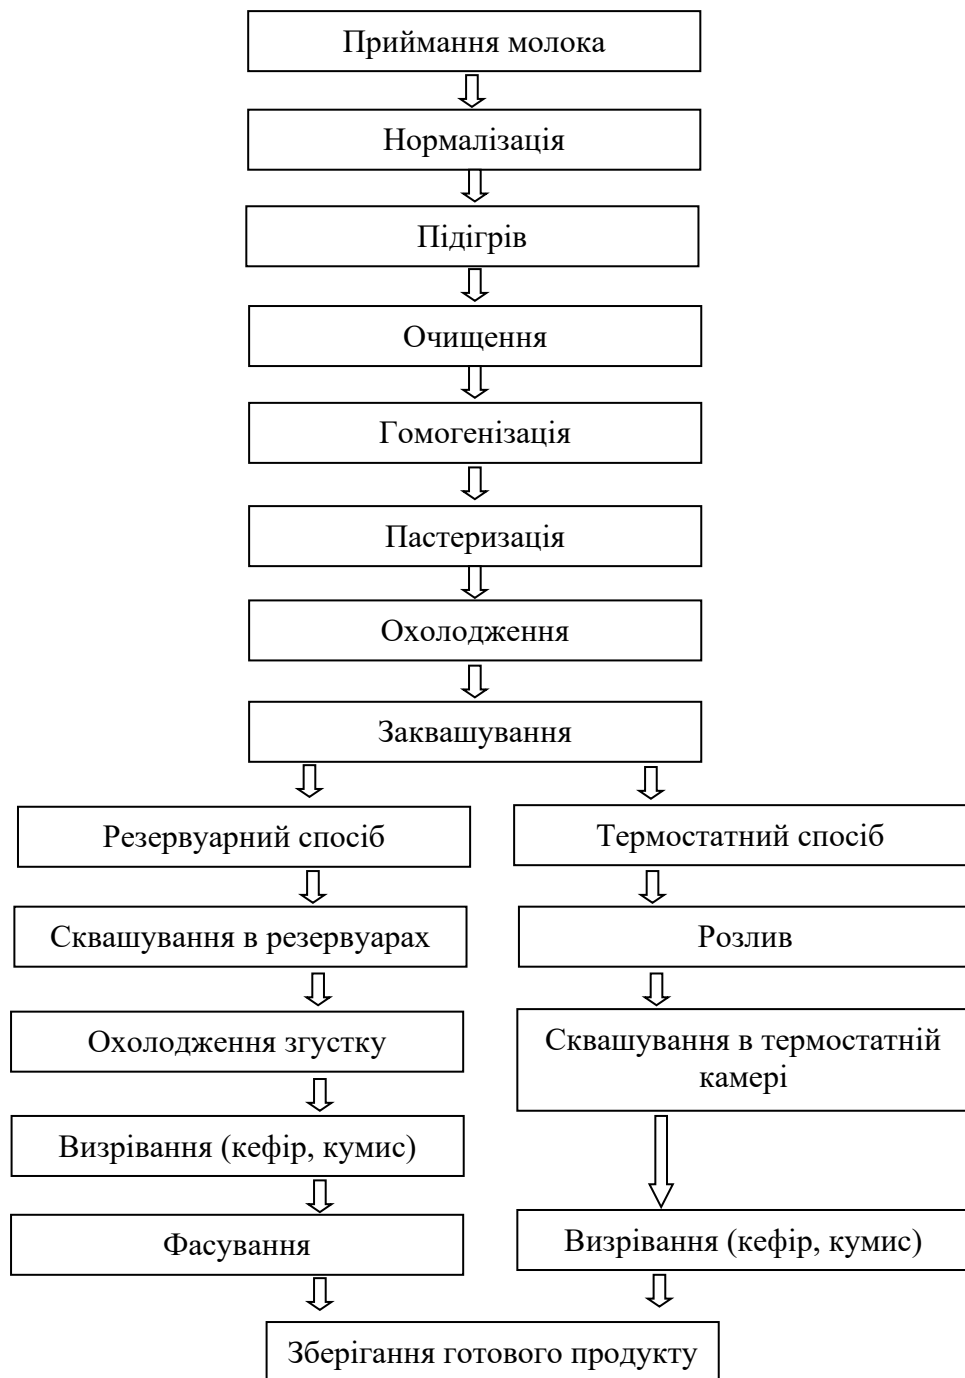 Приймання молока
Нормалізація
Підігрів
Очищення
Гомогенізація
Пастеризація
Охолодження
Заквашування
Резервуарний спосіб
Термостатний спосіб
Сквашування в резервуарах
Розлив
Охолодження згустку
Сквашування в термостатній
камері
Визрівання (кефір, кумис)
Фасування
Визрівання (кефір, кумис)
Зберігання готового продукту